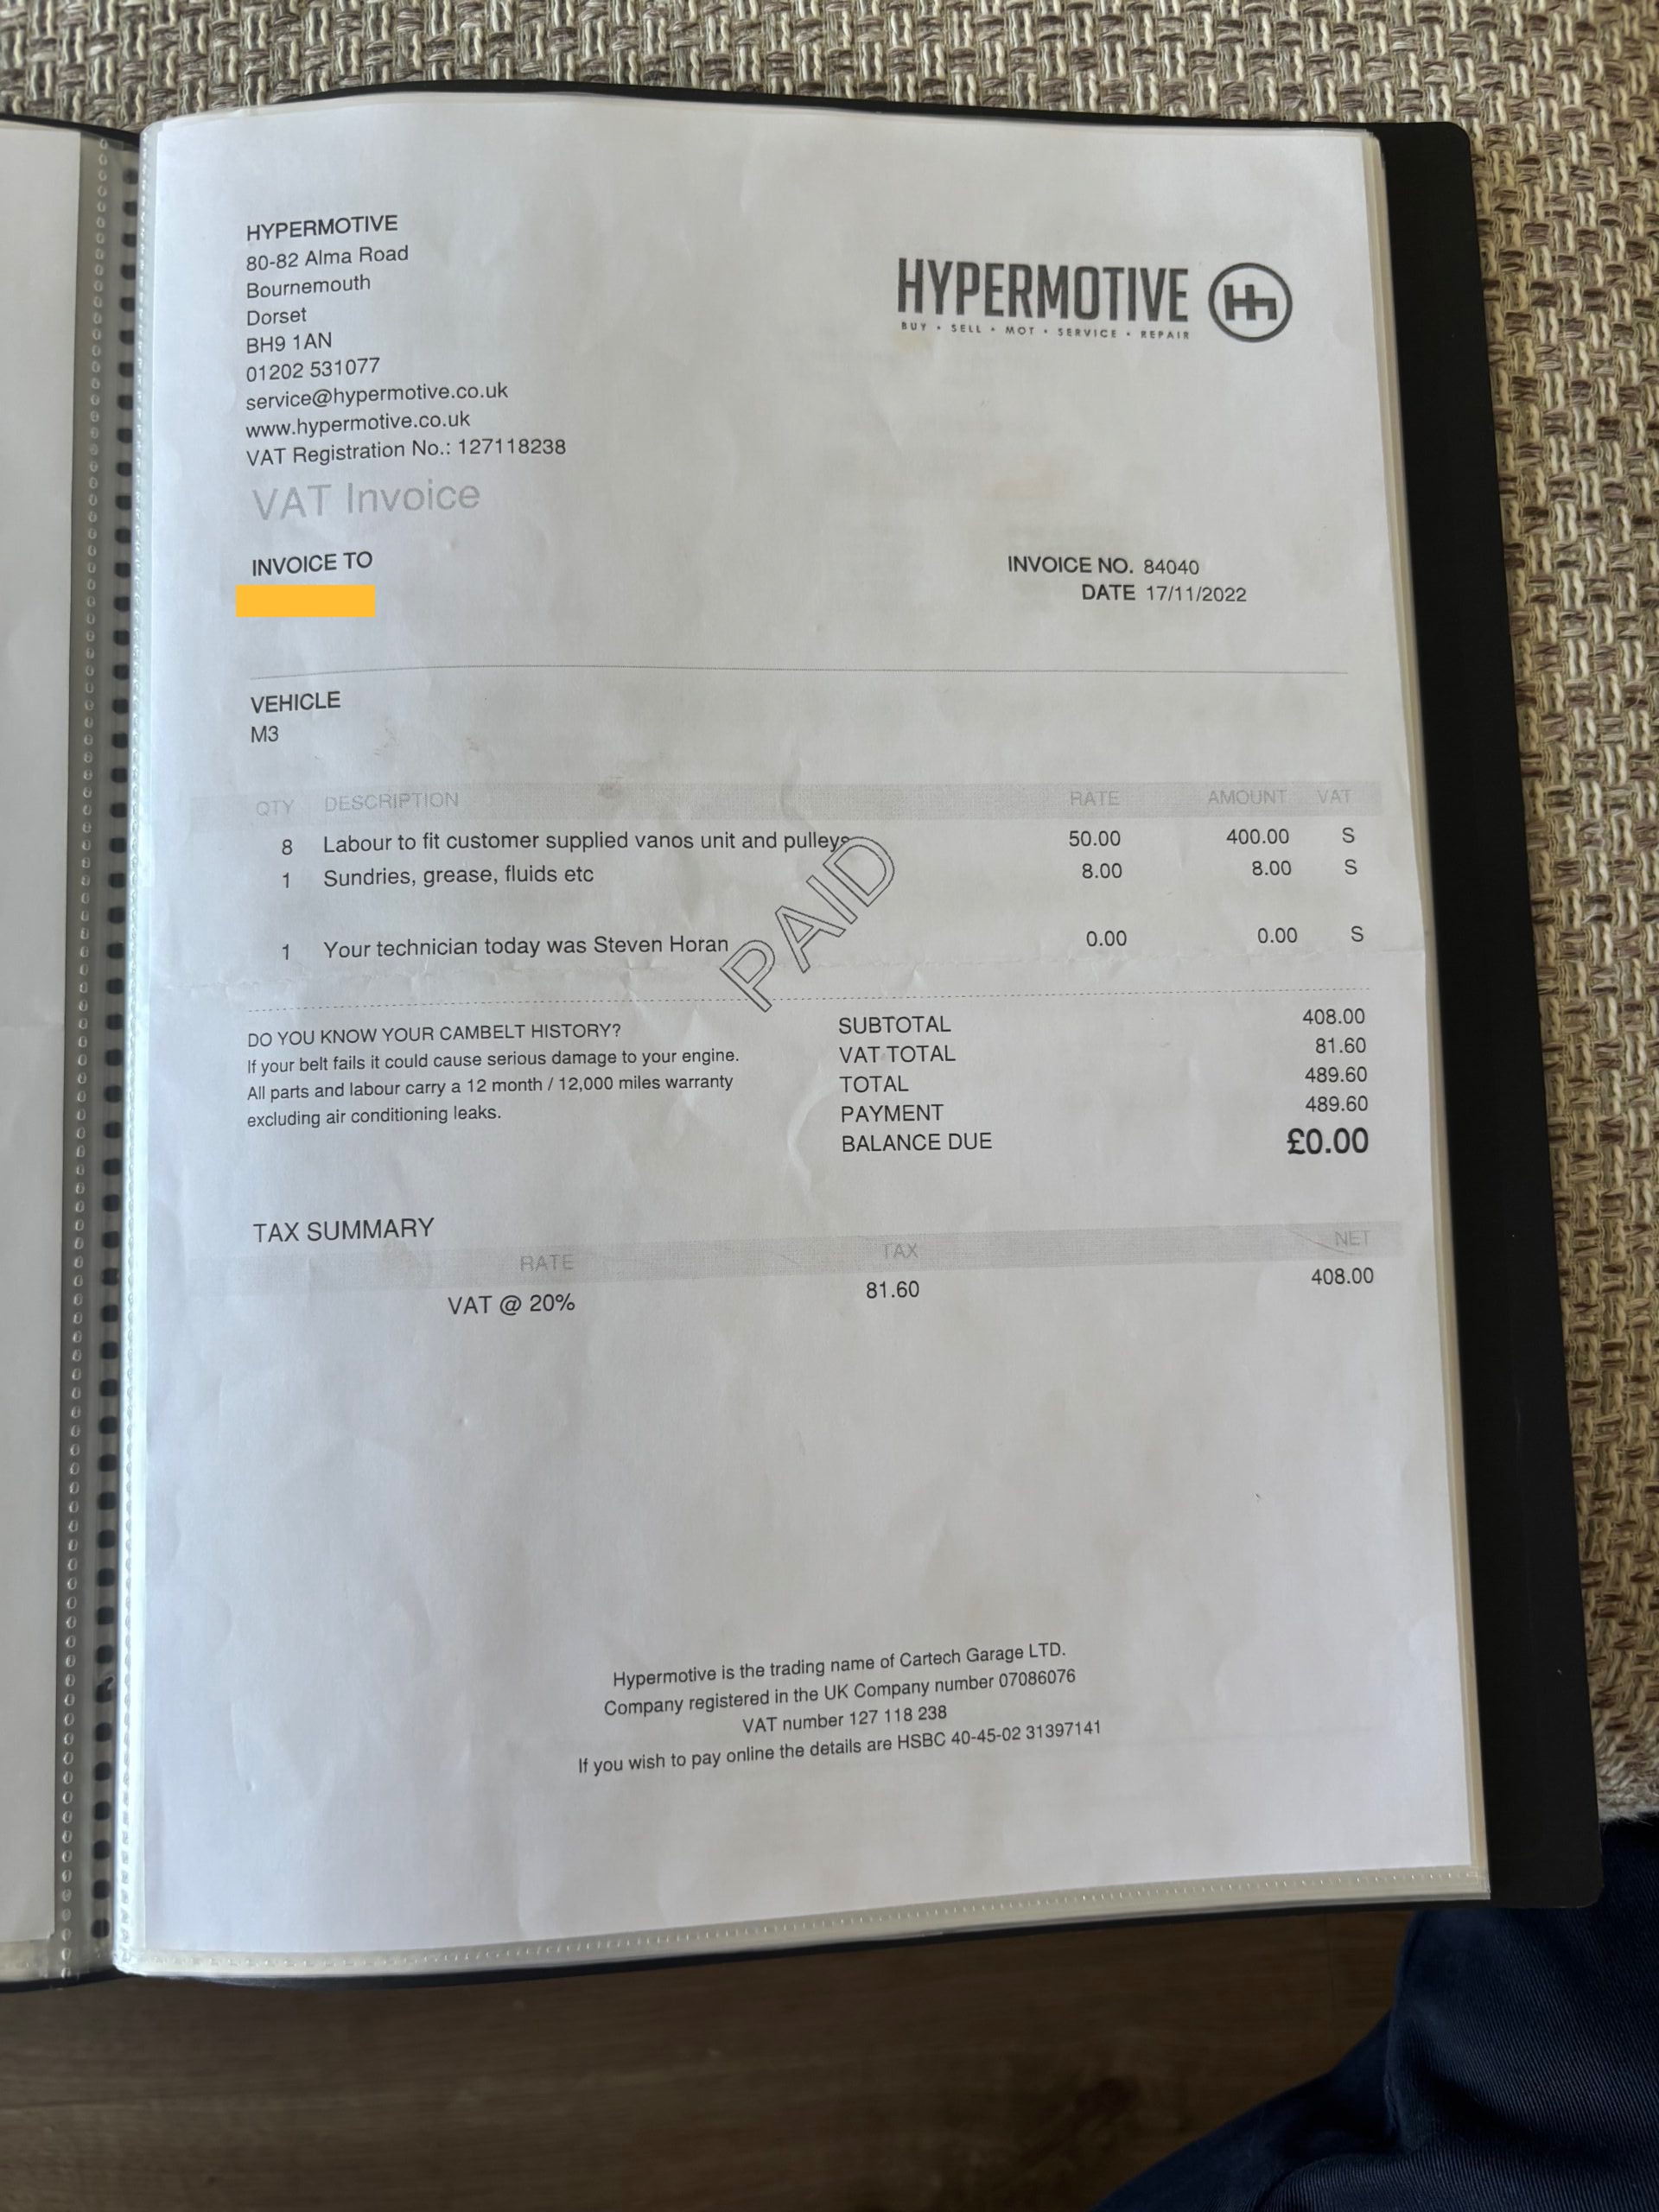 HYPERMOTIVE
80-82 Alma Road
Bournemouth
Dorset
BH9 1AN
01202 531077
service@hypermotive.co.uk
www.hypermotive.co.uk
VAT Registration No.: 127118238
HYPERMOTIVE
BUY • SELL • MOT • SERVICE • REPAIR
VAT Invoice
INVOICE TO
INVOICE NO. 84040
DATE 17/11/2022
VEHICLE
M3
QTY DESCRIPTION RATE AMOUNT VAT
8 Labour to fit customer supplied vanos unit and pulleys 50.00 400.00 S
1 Sundries, grease, fluids etc 8.00 8.00 S
1 Your technician today was Steven Horan 0.00 0.00 S
PAID
DO YOU KNOW YOUR CAMBELT HISTORY?
If your belt fails it could cause serious damage to your engine.
All parts and labour carry a 12 month / 12,000 miles warranty
excluding air conditioning leaks.
SUBTOTAL 408.00
VAT TOTAL 81.60
TOTAL 489.60
PAYMENT 489.60
BALANCE DUE £0.00
TAX SUMMARY
RATE TAX NET
VAT @ 20% 81.60 408.00
Hypermotive is the trading name of Cartech Garage LTD.
Company registered in the UK Company number 07086076
VAT number 127 118 238
If you wish to pay online the details are HSBC 40-45-02 31397141